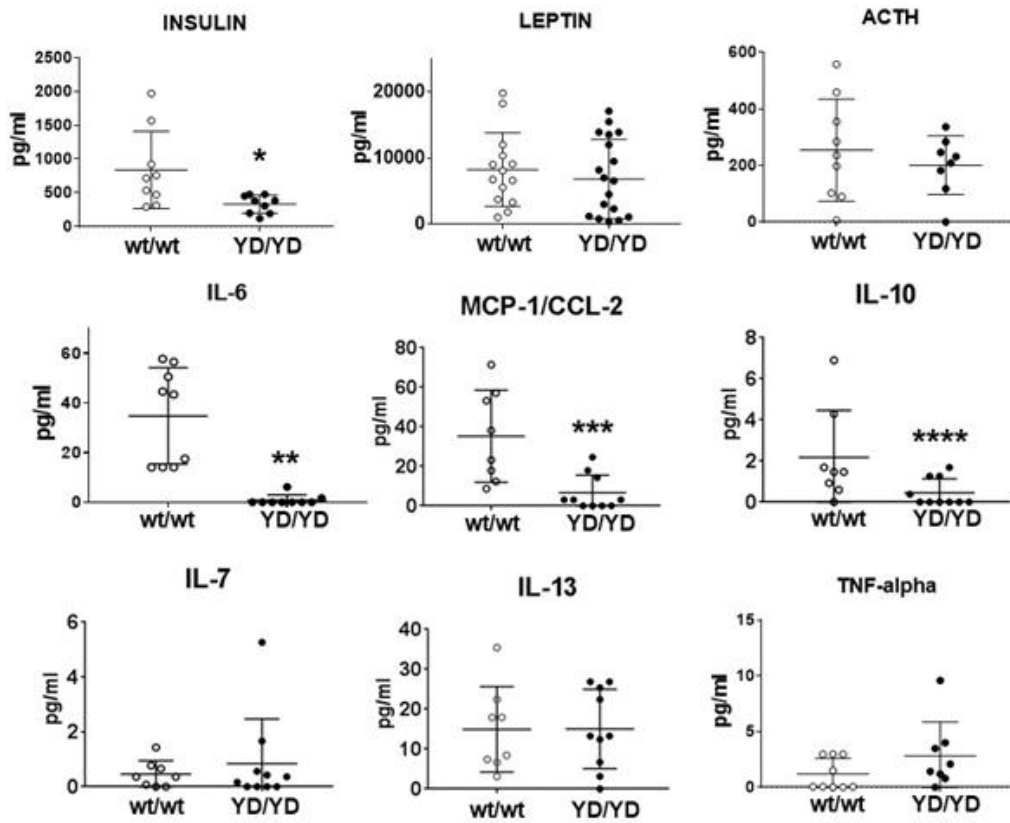 INSULIN
pg/ml
2500
2000
1500
1000
500
0
*
wt/wt YD/YD
LEPTIN
pg/ml
20000
10000
0
wt/wt YD/YD
ACTH
pg/ml
600
400
200
0
wt/wt YD/YD
IL-6
pg/ml
60
40
20
0
**
wt/wt YD/YD
MCP-1/CCL-2
pg/ml
80
60
40
20
0
***
wt/wt YD/YD
IL-10
pg/ml
8
6
4
2
0
****
wt/wt YD/YD
IL-7
pg/ml
6
4
2
0
wt/wt YD/YD
IL-13
pg/ml
40
30
20
10
0
wt/wt YD/YD
TNF-alpha
pg/ml
15
10
5
0
wt/wt YD/YD